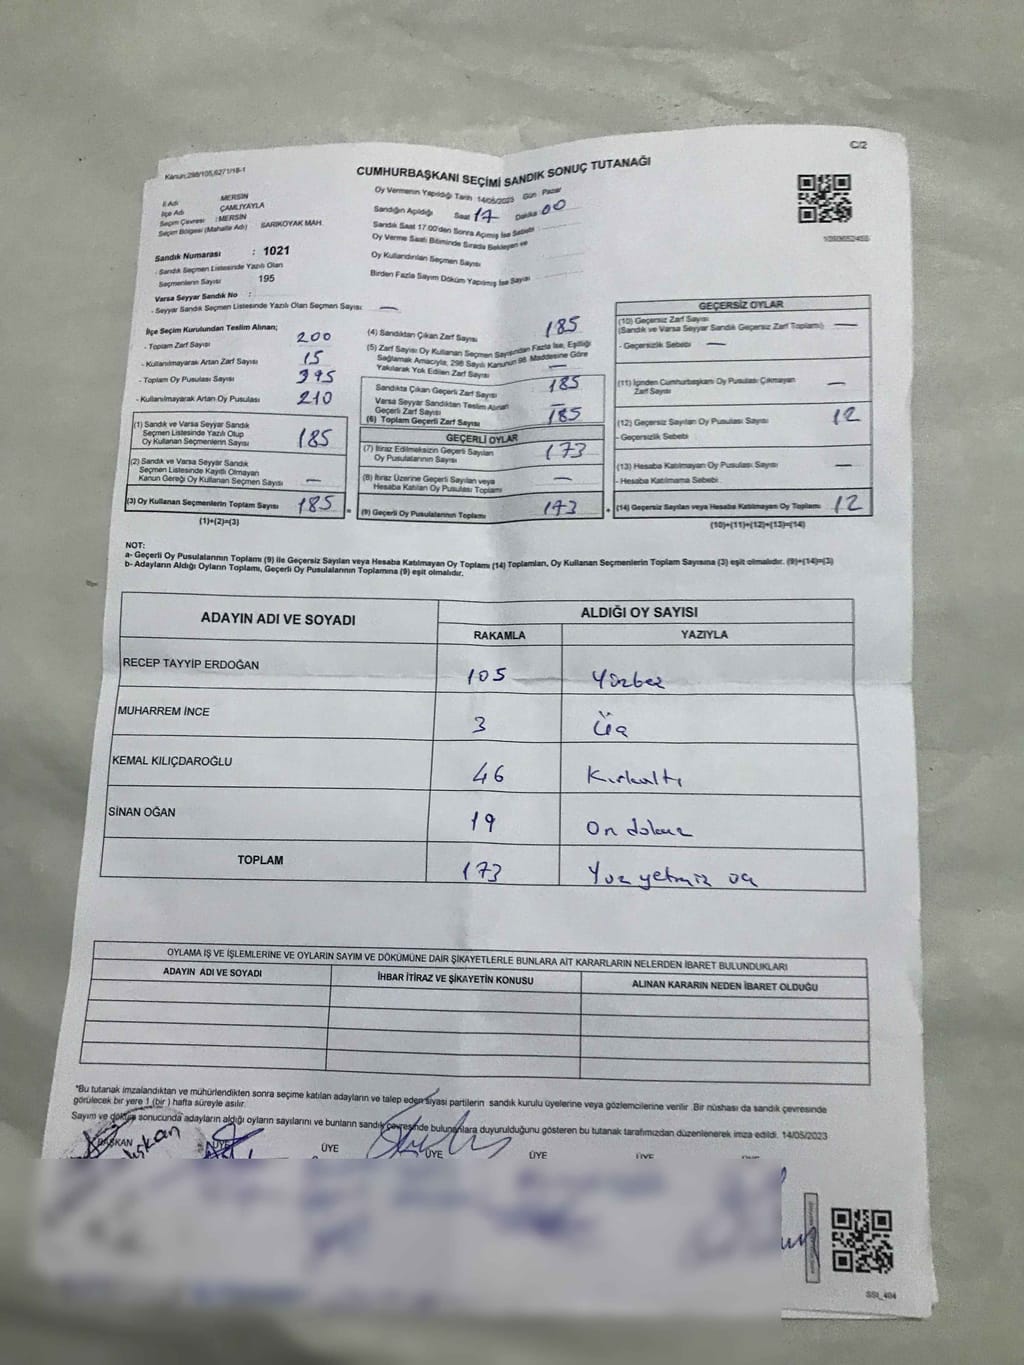 C/2
Kanun;298/105,6271/18-1
CUMHURBAŞKANI SEÇİMİ SANDIK SONUÇ TUTANAĞI
İl Adı : MERSİN
İlçe Adı : ÇAMLIYAYLA
Seçim Çevresi : MERSİN
Seçim Bölgesi (Mahalle Adı) : SARIKOYAK MAH.
Sandık Numarası : 1021
- Sandık Seçmen Listesinde Yazılı Olan
Seçmenlerin Sayısı 195
Varsa Seyyar Sandık No :
- Seyyar Sandık Seçmen Listesinde Yazılı Olan Seçmen Sayısı —
Oy Vermenin Yapıldığı Tarih 14/05/2023 Gün Pazar
Sandığın Açıldığı Saat 17 Dakika 00
Sandık Saat 17.00'den Sonra Açılmış İse Sebebi
Oy Verme Saati Bitiminde Sırada Bekleyen ve
Oy Kullandırılan Seçmen Sayısı
Birden Fazla Sayım Döküm Yapılmış İse Sayısı
İlçe Seçim Kurulundan Teslim Alınan;
- Toplam Zarf Sayısı 200
- Kullanılmayarak Artan Zarf Sayısı 15
- Toplam Oy Pusulası Sayısı 395
- Kullanılmayarak Artan Oy Pusulası 210
(1) Sandık ve Varsa Seyyar Sandık
Seçmen Listesinde Yazılı Olup
Oy Kullanan Seçmenlerin Sayısı 185
(2) Sandık ve Varsa Seyyar Sandık
Seçmen Listesinde Kayıtlı Olmayan
Kanun Gereği Oy Kullanan Seçmen Sayısı —
(3) Oy Kullanan Seçmenlerin Toplam Sayısı 185
(1)+(2)=(3)
(4) Sandıktan Çıkan Zarf Sayısı 185
(5) Zarf Sayısı Oy Kullanan Seçmen Sayısından Fazla İse, Eşitliği
Sağlamak Amacıyla, 298 Sayılı Kanunun 98. Maddesine Göre
Yakılarak Yok Edilen Zarf Sayısı —
Sandıkta Çıkan Geçerli Zarf Sayısı 185
Varsa Seyyar Sandıktan Teslim Alınan
Geçerli Zarf Sayısı —
(6) Toplam Geçerli Zarf Sayısı 185
GEÇERLİ OYLAR
(7) İtiraz Edilmeksizin Geçerli Sayılan
Oy Pusulalarının Sayısı 173
(8) İtiraz Üzerine Geçerli Sayılan veya
Hesaba Katılan Oy Pusulası Toplamı —
= (9) Geçerli Oy Pusulalarının Toplamı 173
GEÇERSİZ OYLAR
(10) Geçersiz Zarf Sayısı
(Sandık ve Varsa Seyyar Sandık Geçersiz Zarf Toplamı) —
- Geçersizlik Sebebi —
(11) İçinden Cumhurbaşkanı Oy Pusulası Çıkmayan
Zarf Sayısı —
(12) Geçersiz Sayılan Oy Pusulası Sayısı 12
- Geçersizlik Sebebi
(13) Hesaba Katılmayan Oy Pusulası Sayısı —
- Hesaba Katılmama Sebebi
+ (14) Geçersiz Sayılan veya Hesaba Katılmayan Oy Toplamı 12
(10)+(11)+(12)+(13)=(14)
NOT:
a- Geçerli Oy Pusulalarının Toplamı (9) ile Geçersiz Sayılan veya Hesaba Katılmayan Oy Toplamı (14) Toplamları, Oy Kullanan Seçmenlerin Toplam Sayısına (3) eşit olmalıdır. (9)+(14)=(3)
b- Adayların Aldığı Oyların Toplamı, Geçerli Oy Pusulalarının Toplamına (9) eşit olmalıdır.
ADAYIN ADI VE SOYADI ALDIĞI OY SAYISI
RAKAMLA YAZIYLA
RECEP TAYYİP ERDOĞAN 105 Yüzbeş
MUHARREM İNCE 3 Üç
KEMAL KILIÇDAROĞLU 46 Kırkaltı
SİNAN OĞAN 19 On dokuz
TOPLAM 173 Yüz yetmiş üç
OYLAMA İŞ VE İŞLEMLERİNE VE OYLARIN SAYIM VE DÖKÜMÜNE DAİR ŞİKAYETLERLE BUNLARA AİT KARARLARIN NELERDEN İBARET BULUNDUKLARI
ADAYIN ADI VE SOYADI İHBAR İTİRAZ VE ŞİKAYETİN KONUSU ALINAN KARARIN NEDEN İBARET OLDUĞU
*Bu tutanak imzalandıktan ve mühürlendikten sonra seçime katılan adayların ve talep eden siyasi partilerin sandık kurulu üyelerine veya gözlemcilerine verilir .Bir nüshası da sandık çevresinde
görülecek bir yere 1 (bir ) hafta süreyle asılır.
Sayım ve döküm sonucunda adayların aldığı oyların sayılarını ve bunların sandık çevresinde bulunanlara duyurulduğunu gösteren bu tutanak tarafımızdan düzenlenerek imza edildi. 14/05/2023
BAŞKAN ÜYE ÜYE ÜYE ÜYE ÜYE
SSI_404